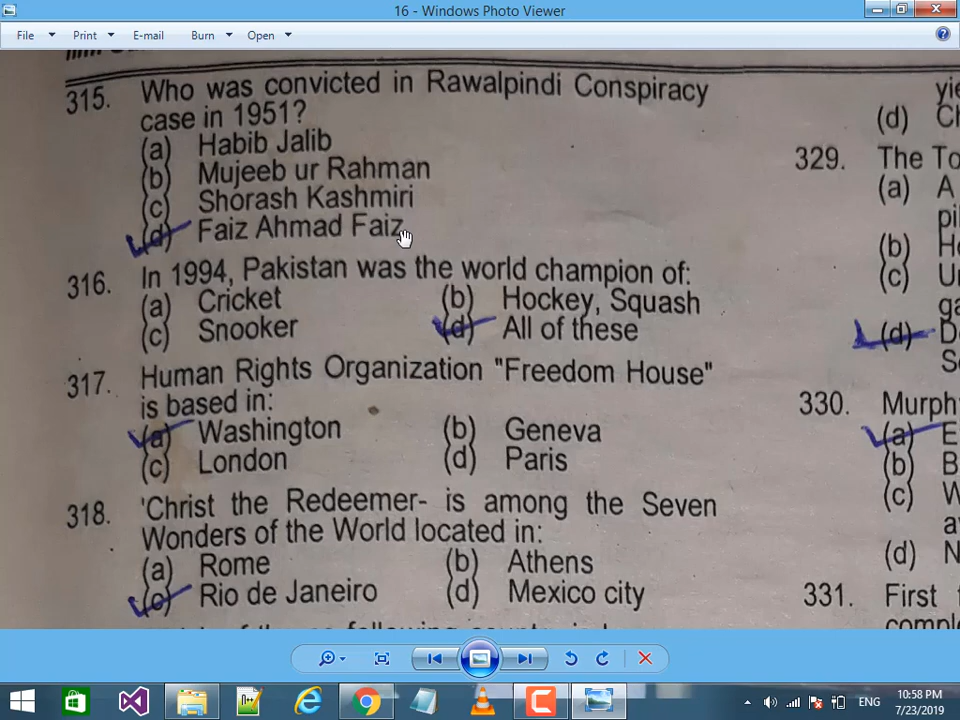 16 - Windows Photo Viewer
File Print E-mail Burn Open
315. Who was convicted in Rawalpindi Conspiracy
case in 1951?
(a) Habib Jalib
(b) Mujeeb ur Rahman
(c) Shorash Kashmiri
(d) Faiz Ahmad Faiz
316. In 1994, Pakistan was the world champion of:
(a) Cricket (b) Hockey, Squash
(c) Snooker (d) All of these
317. Human Rights Organization "Freedom House"
is based in:
(a) Washington (b) Geneva
(c) London (d) Paris
318. 'Christ the Redeemer- is among the Seven
Wonders of the World located in:
(a) Rome (b) Athens
(c) Rio de Janeiro (d) Mexico city
(d)
329. The
(a) A
(b)
(c)
(d)
330.
(a)
(b)
(c)
(d)
331. First
ENG
10:58 PM
7/23/2019